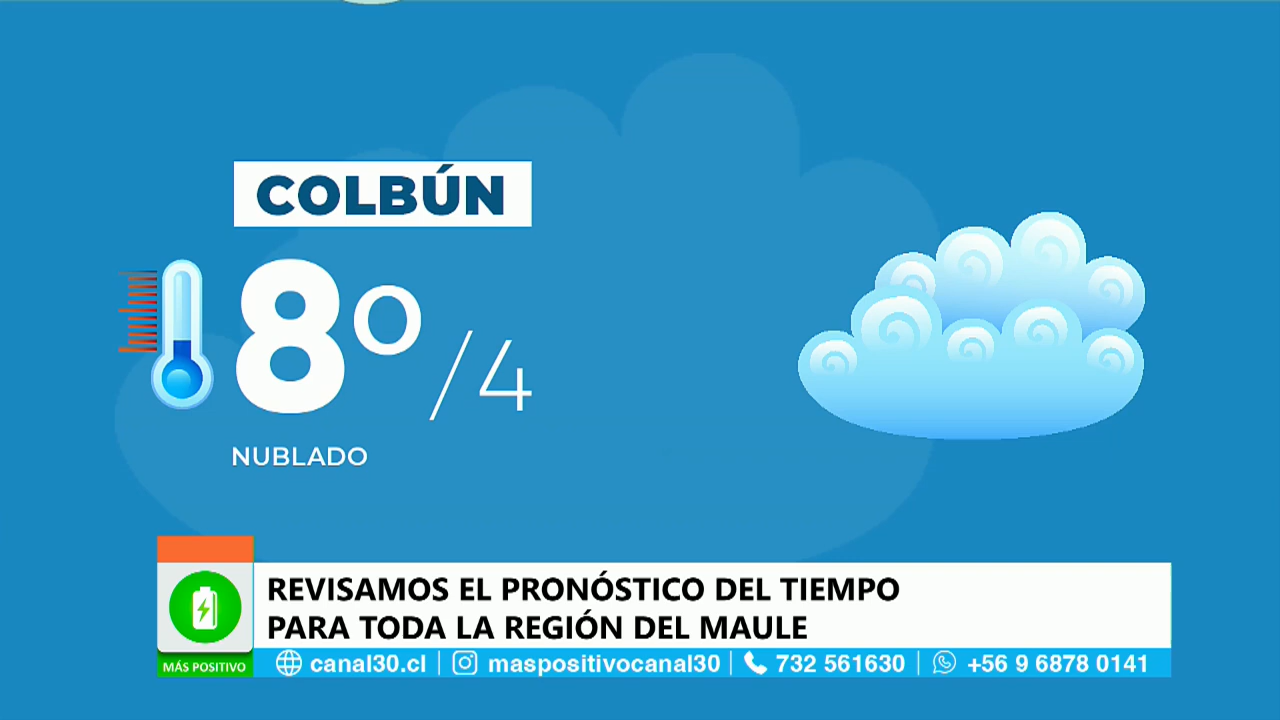 COLBÚN
8º/4
NUBLADO
REVISAMOS EL PRONÓSTICO DEL TIEMPO
PARA TODA LA REGIÓN DEL MAULE
MÁS POSITIVO
canal30.cl | maspositivocanal30 | 732 561630 | +56 9 6878 0141